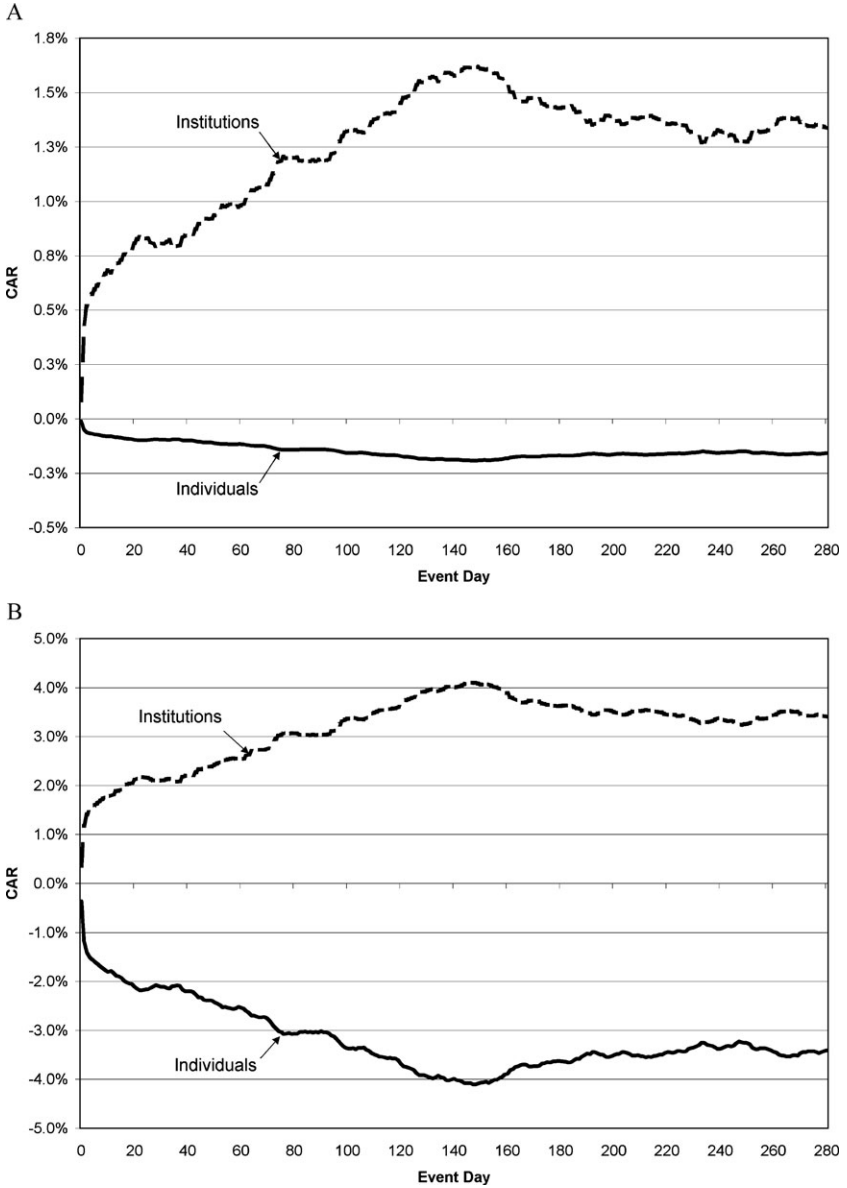 A
1.8%
1.5%
Institutions
1.3%
1.0%
CAR
0.8%
0.5%
0.3%
0.0%
-0.3%
Individuals
-0.5%
0 20 40 60 80 100 120 140 160 180 200 220 240 260 280
Event Day
B
5.0%
4.0%
Institutions
3.0%
2.0%
1.0%
CAR
0.0%
-1.0%
-2.0%
-3.0%
Individuals
-4.0%
-5.0%
0 20 40 60 80 100 120 140 160 180 200 220 240 260 280
Event Day